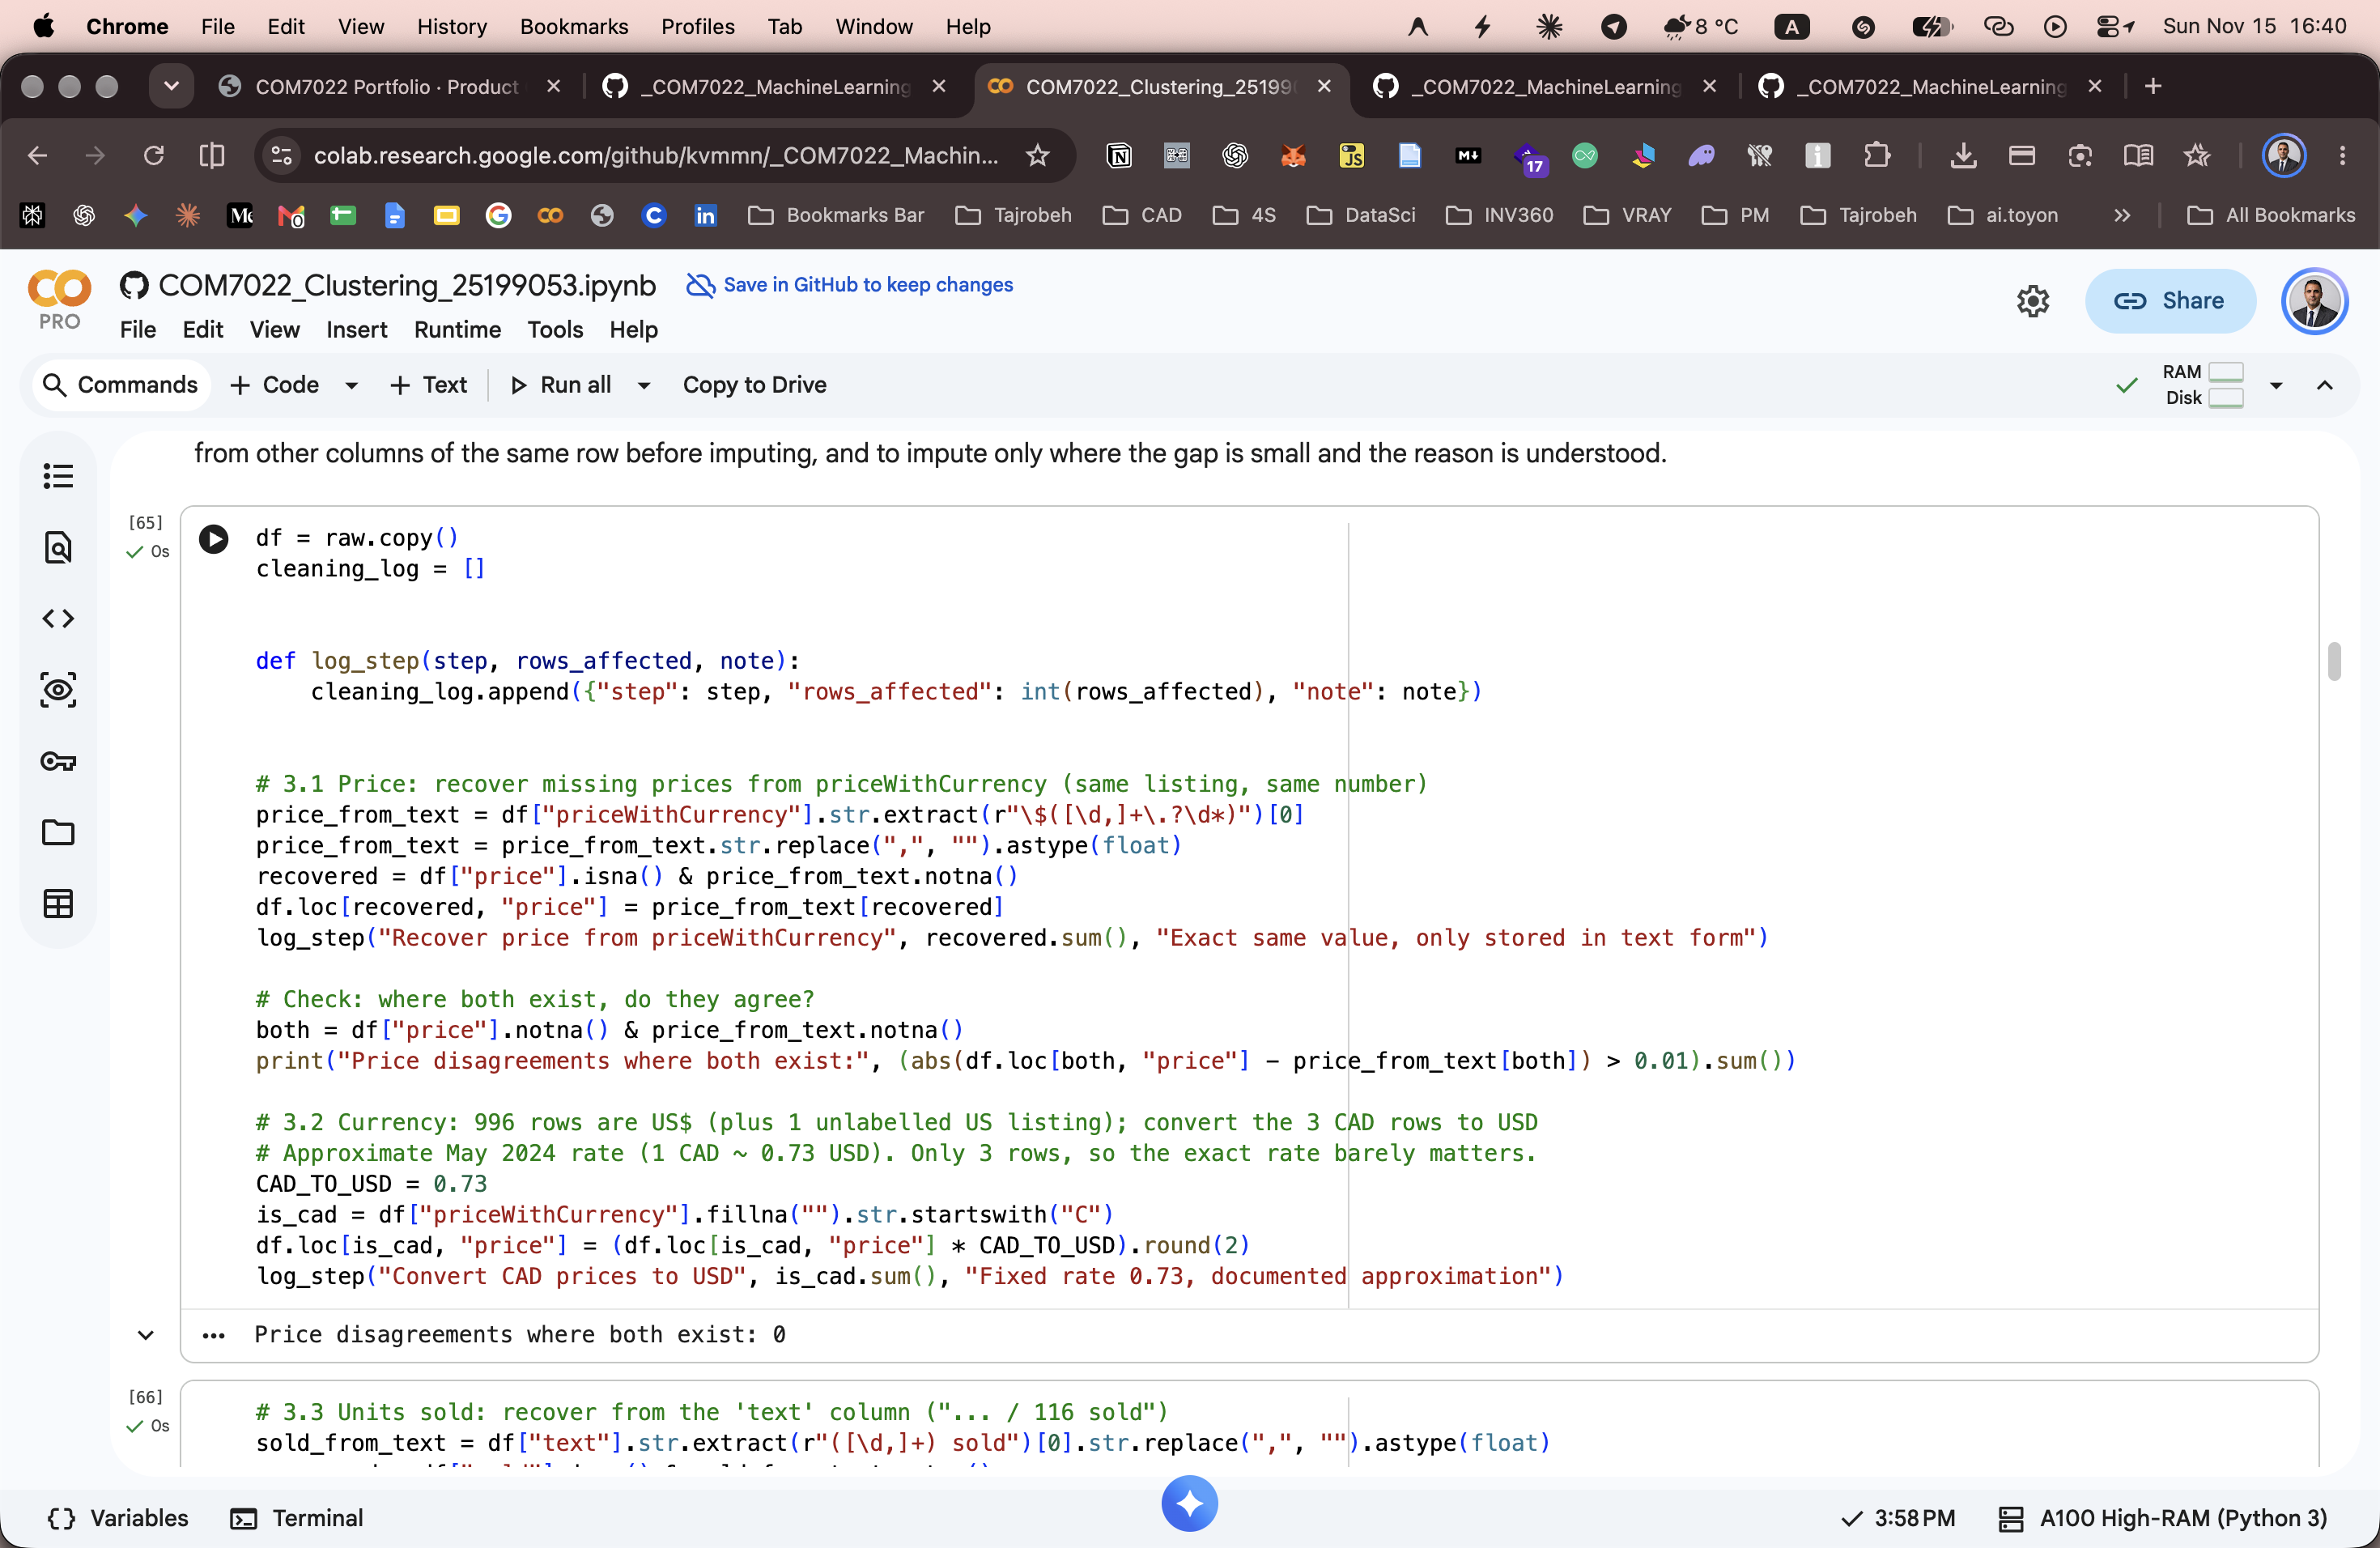 Chrome File Edit View History Bookmarks Profiles Tab Window Help 8 °C A Sun Nov 15 16:40
COM7022 Portfolio · Product _COM7022_MachineLearning COM7022_Clustering_25199 _COM7022_MachineLearning _COM7022_MachineLearning
colab.research.google.com/github/kvmmn/_COM7022_Machin... JS 17
Bookmarks Bar Tajrobeh CAD 4S DataSci INV360 VRAY PM Tajrobeh ai.toyon All Bookmarks
COM7022_Clustering_25199053.ipynb Save in GitHub to keep changes Share
PRO File Edit View Insert Runtime Tools Help
Commands + Code + Text Run all Copy to Drive RAM Disk
from other columns of the same row before imputing, and to impute only where the gap is small and the reason is understood.
[65]
0s
df = raw.copy()
cleaning_log = []
def log_step(step, rows_affected, note):
    cleaning_log.append({"step": step, "rows_affected": int(rows_affected), "note": note})
# 3.1 Price: recover missing prices from priceWithCurrency (same listing, same number)
price_from_text = df["priceWithCurrency"].str.extract(r"\$([\d,]+\.?\d*)")[0]
price_from_text = price_from_text.str.replace(",", "").astype(float)
recovered = df["price"].isna() & price_from_text.notna()
df.loc[recovered, "price"] = price_from_text[recovered]
log_step("Recover price from priceWithCurrency", recovered.sum(), "Exact same value, only stored in text form")
# Check: where both exist, do they agree?
both = df["price"].notna() & price_from_text.notna()
print("Price disagreements where both exist:", (abs(df.loc[both, "price"] - price_from_text[both]) > 0.01).sum())
# 3.2 Currency: 996 rows are US$ (plus 1 unlabelled US listing); convert the 3 CAD rows to USD
# Approximate May 2024 rate (1 CAD ~ 0.73 USD). Only 3 rows, so the exact rate barely matters.
CAD_TO_USD = 0.73
is_cad = df["priceWithCurrency"].fillna("").str.startswith("C")
df.loc[is_cad, "price"] = (df.loc[is_cad, "price"] * CAD_TO_USD).round(2)
log_step("Convert CAD prices to USD", is_cad.sum(), "Fixed rate 0.73, documented approximation")
Price disagreements where both exist: 0
[66]
0s
# 3.3 Units sold: recover from the 'text' column ("... / 116 sold")
sold_from_text = df["text"].str.extract(r"([\d,]+) sold")[0].str.replace(",", "").astype(float)
Variables Terminal 3:58 PM A100 High-RAM (Python 3)